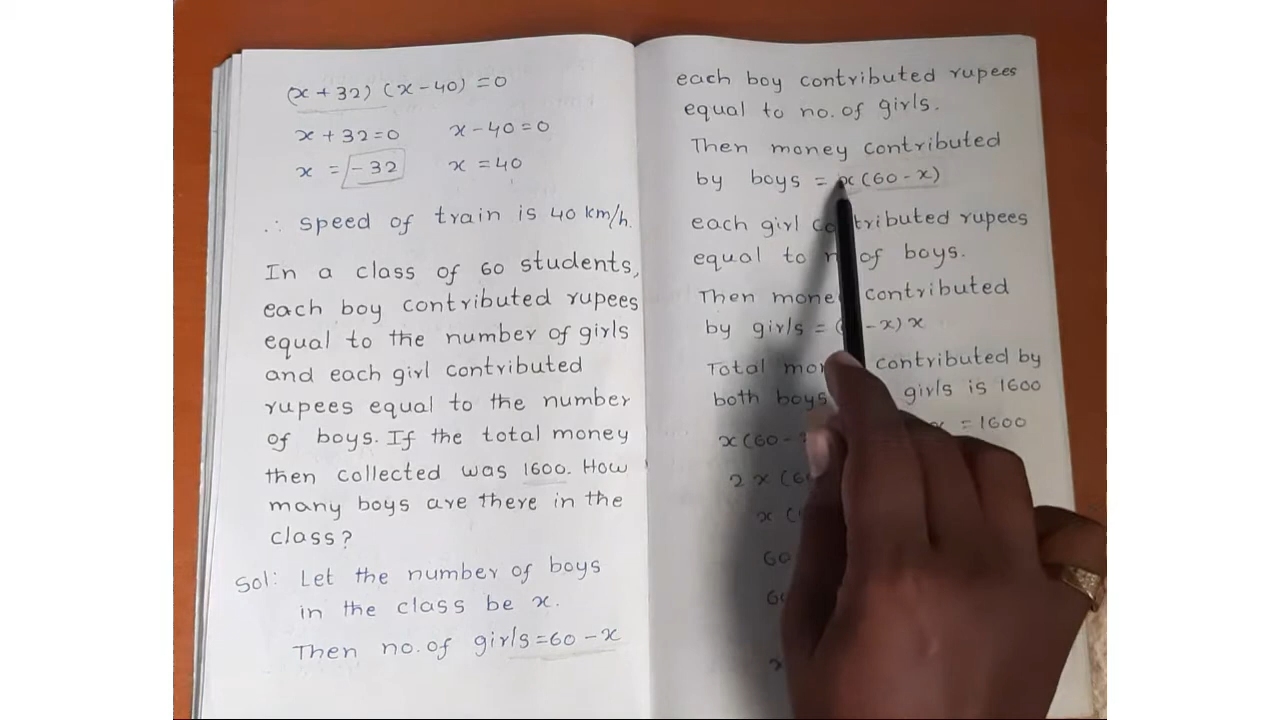 (x + 32) (x - 40) = 0
x + 32 = 0 x - 40 = 0
x = -32 x = 40
∴ speed of train is 40 km/h.
In a class of 60 students,
each boy contributed rupees
equal to the number of girls
and each girl contributed
rupees equal to the number
of boys. If the total money
then collected was 1600. How
many boys are there in the
class?
Sol: Let the number of boys
in the class be x.
Then no. of girls = 60 - x
each boy contributed rupees
equal to no. of girls.
Then money contributed
by boys = x (60 - x)
each girl contributed rupees
equal to of boys.
Then contributed
by girls = - x) x
Total contributed by
both boys girls is 1600
x (60 - = 1600
2 x (
x (
60
x